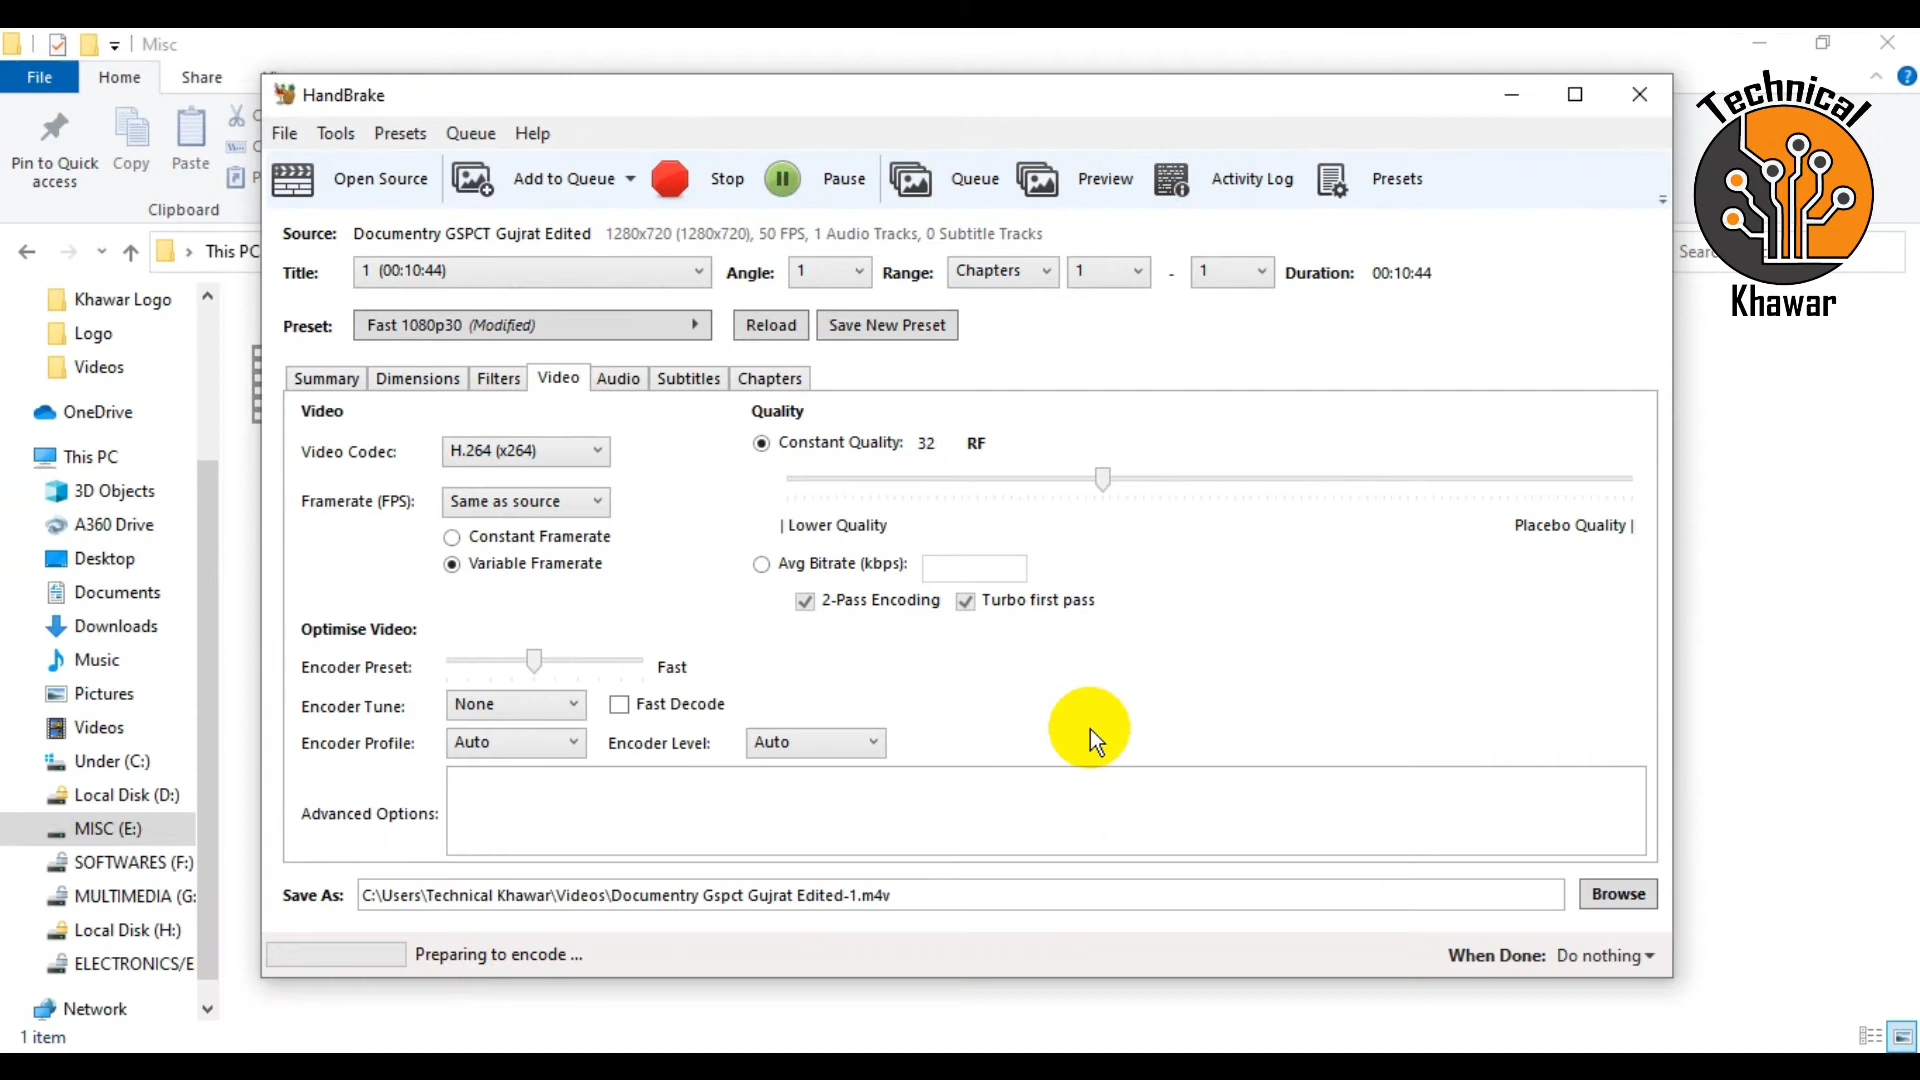 Misc
File
Home
Share
Pin to Quick
access
Copy
Paste
Clipboard
This PC
Khawar Logo
Logo
Videos
OneDrive
This PC
3D Objects
A360 Drive
Desktop
Documents
Downloads
Music
Pictures
Videos
Under (C:)
Local Disk (D:)
MISC (E:)
SOFTWARES (F:)
MULTIMEDIA (G:
Local Disk (H:)
ELECTRONICS/E
Network
1 item
HandBrake
File Tools Presets Queue Help
Open Source Add to Queue Stop Pause Queue Preview Activity Log Presets
Source: Documentry GSPCT Gujrat Edited 1280x720 (1280x720), 50 FPS, 1 Audio Tracks, 0 Subtitle Tracks
Title: 1 (00:10:44) Angle: 1 Range: Chapters 1 - 1 Duration: 00:10:44
Preset: Fast 1080p30 (Modified) Reload Save New Preset
Summary Dimensions Filters Video Audio Subtitles Chapters
Video
Video Codec: H.264 (x264)
Framerate (FPS): Same as source
Constant Framerate
Variable Framerate
Quality
Constant Quality: 32 RF
| Lower Quality Placebo Quality |
Avg Bitrate (kbps):
2-Pass Encoding Turbo first pass
Optimise Video:
Encoder Preset: Fast
Encoder Tune: None Fast Decode
Encoder Profile: Auto Encoder Level: Auto
Advanced Options:
Save As: C:\Users\Technical Khawar\Videos\Documentry Gspct Gujrat Edited-1.m4v Browse
Preparing to encode ... When Done: Do nothing
Technical
Khawar